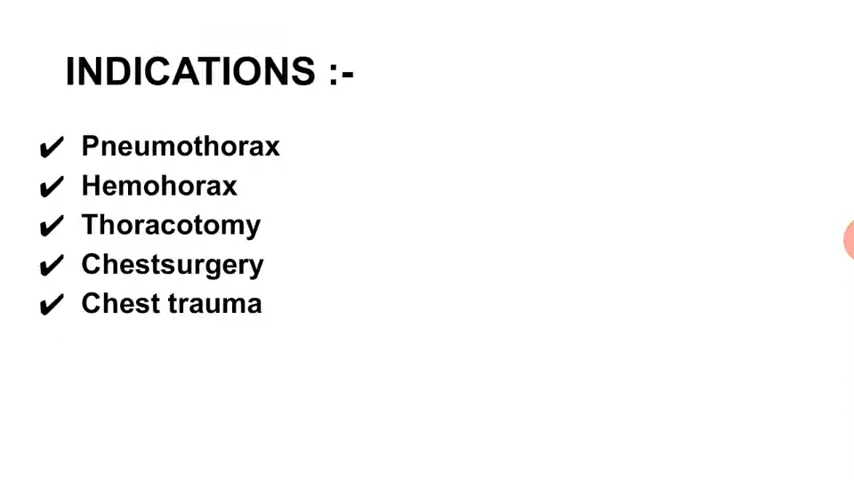 INDICATIONS :-
✔ Pneumothorax
✔ Hemohorax
✔ Thoracotomy
✔ Chestsurgery
✔ Chest trauma